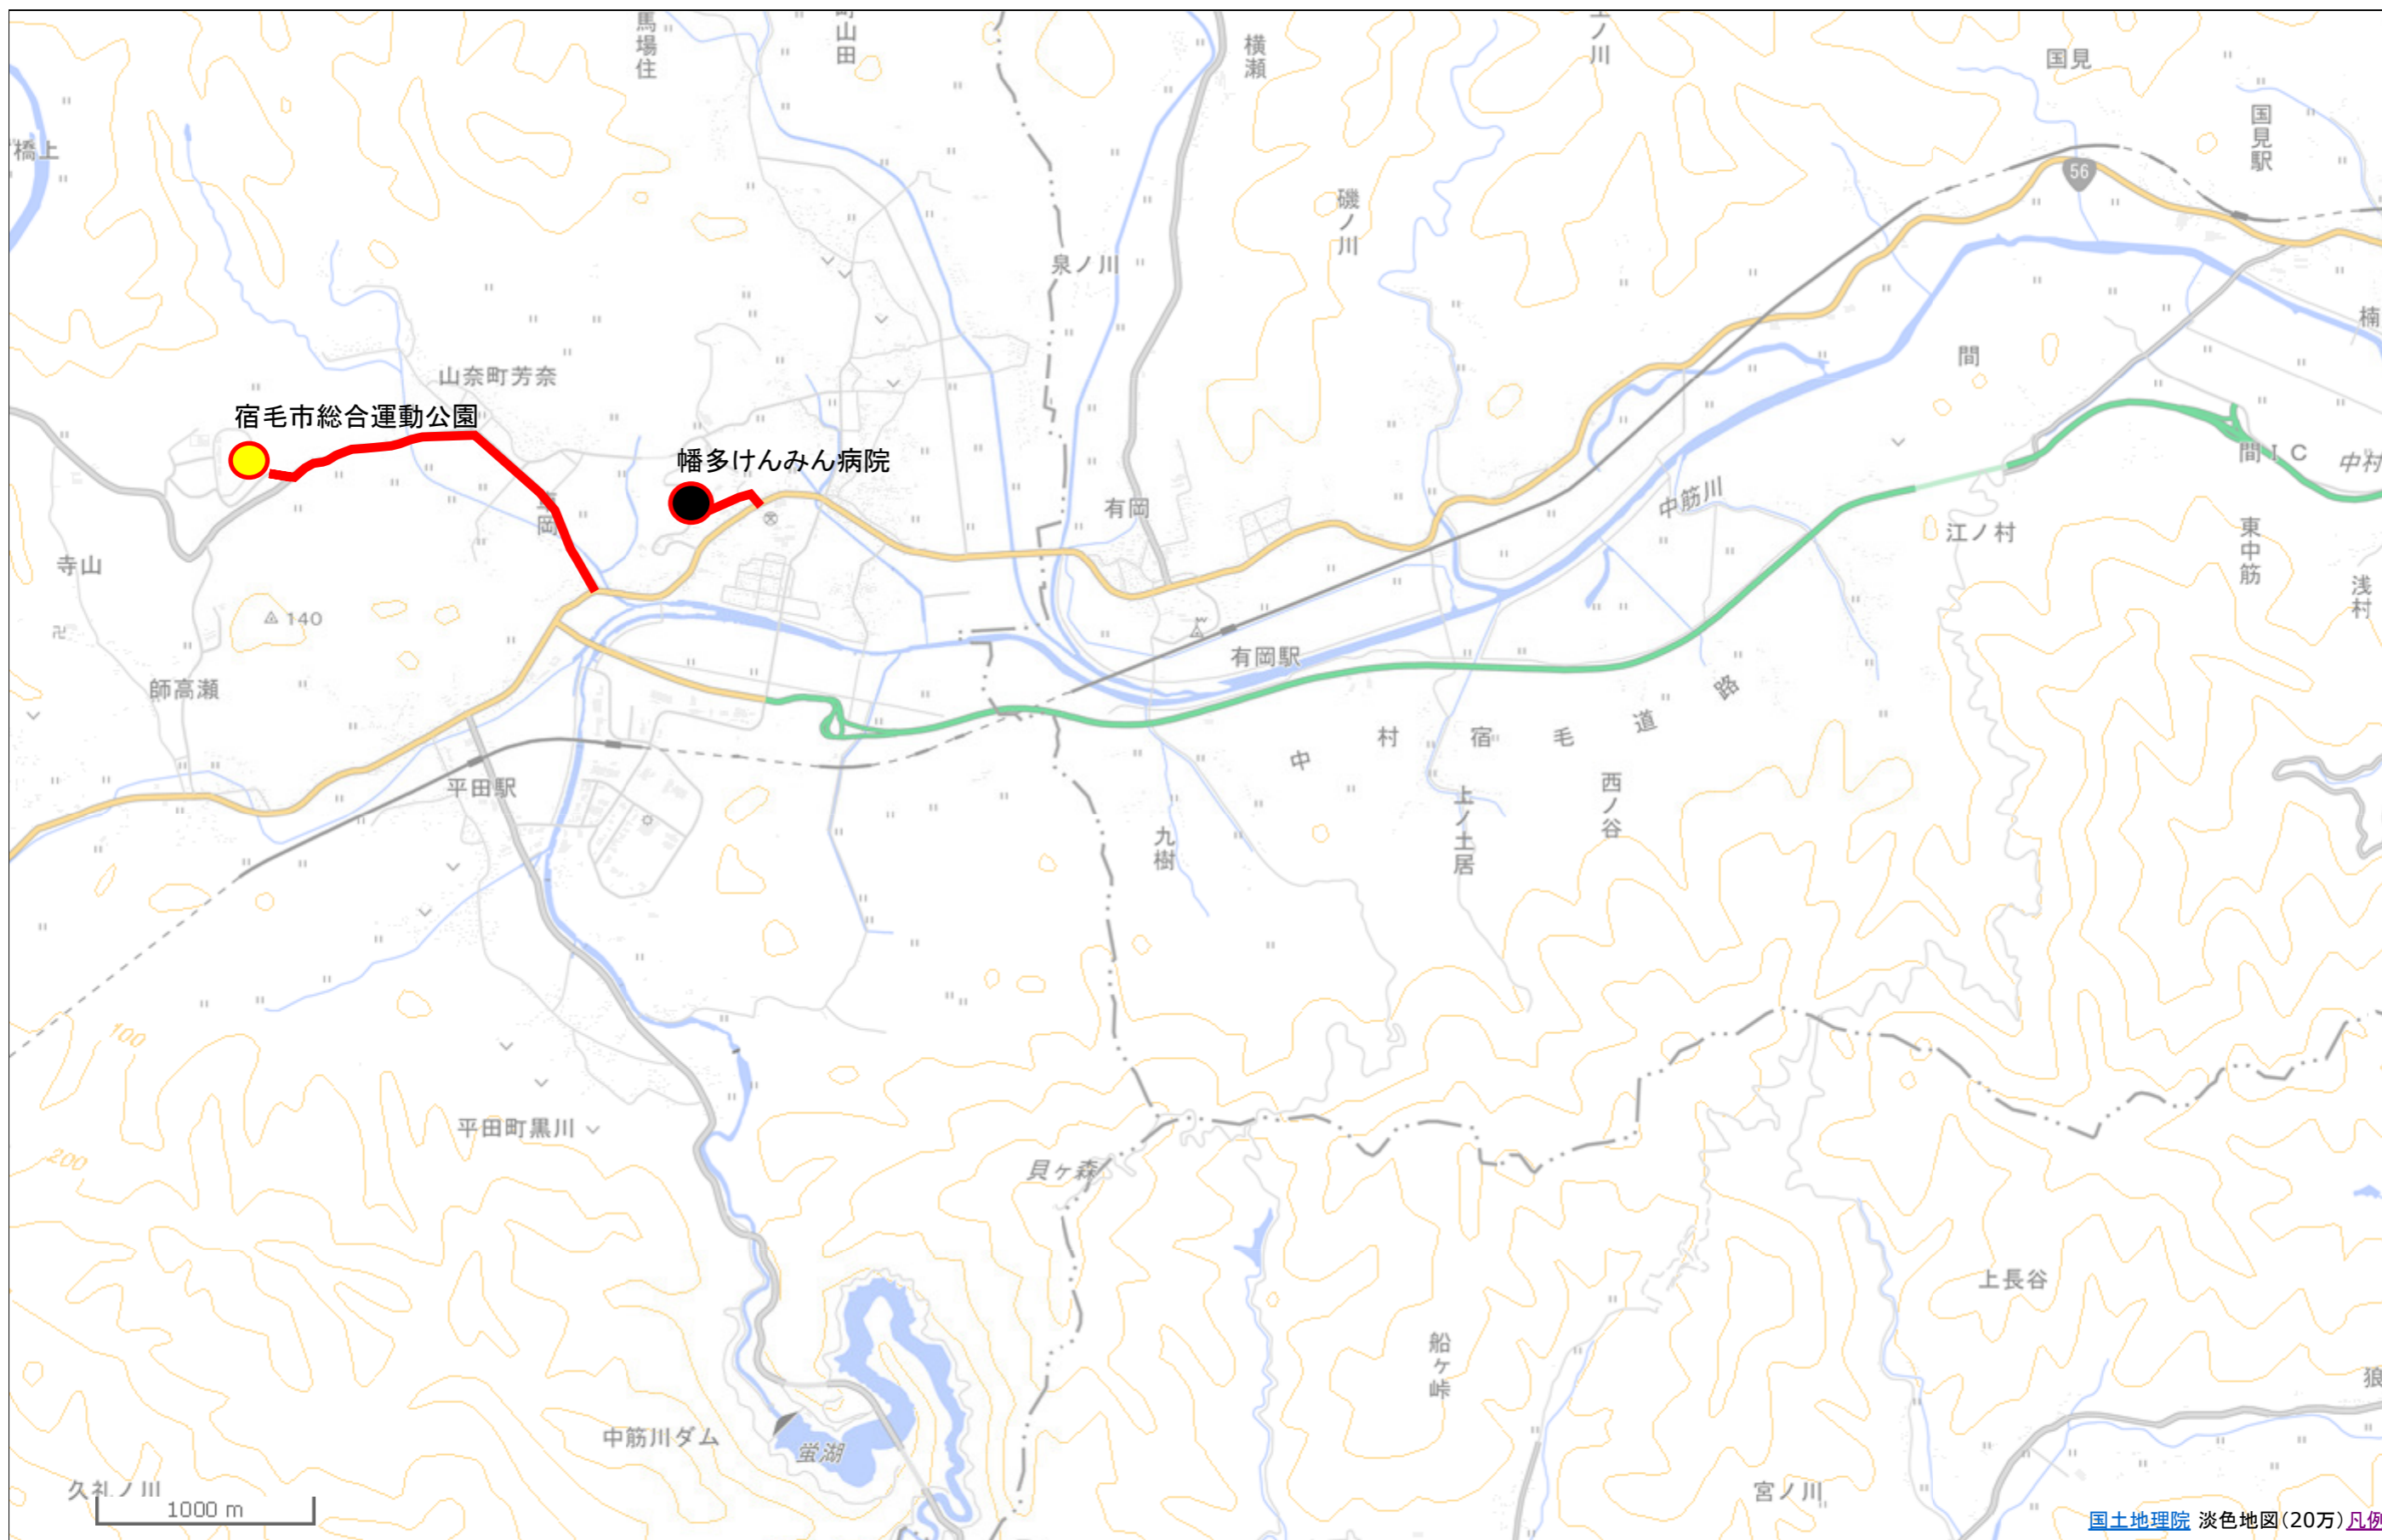 馬場住
町山田
横瀬
上ノ川
国見
国見駅
56
橋上
磯ノ川
泉ノ川
楠
間
山奈町芳奈
宿毛市総合運動公園
幡多けんみん病院
間IC
中村
有岡
中筋川
江ノ村
東中筋
浅村
寺山
140
師高瀬
有岡駅
中村宿毛道路
平田駅
西ノ谷
上ノ土居
九樹
100
平田町黒川
200
貝ヶ森
上長谷
船ヶ峠
狼
中筋川ダム
蛍湖
久礼ノ川
宮ノ川
1000 m
国土地理院 淡色地図(20万)凡例